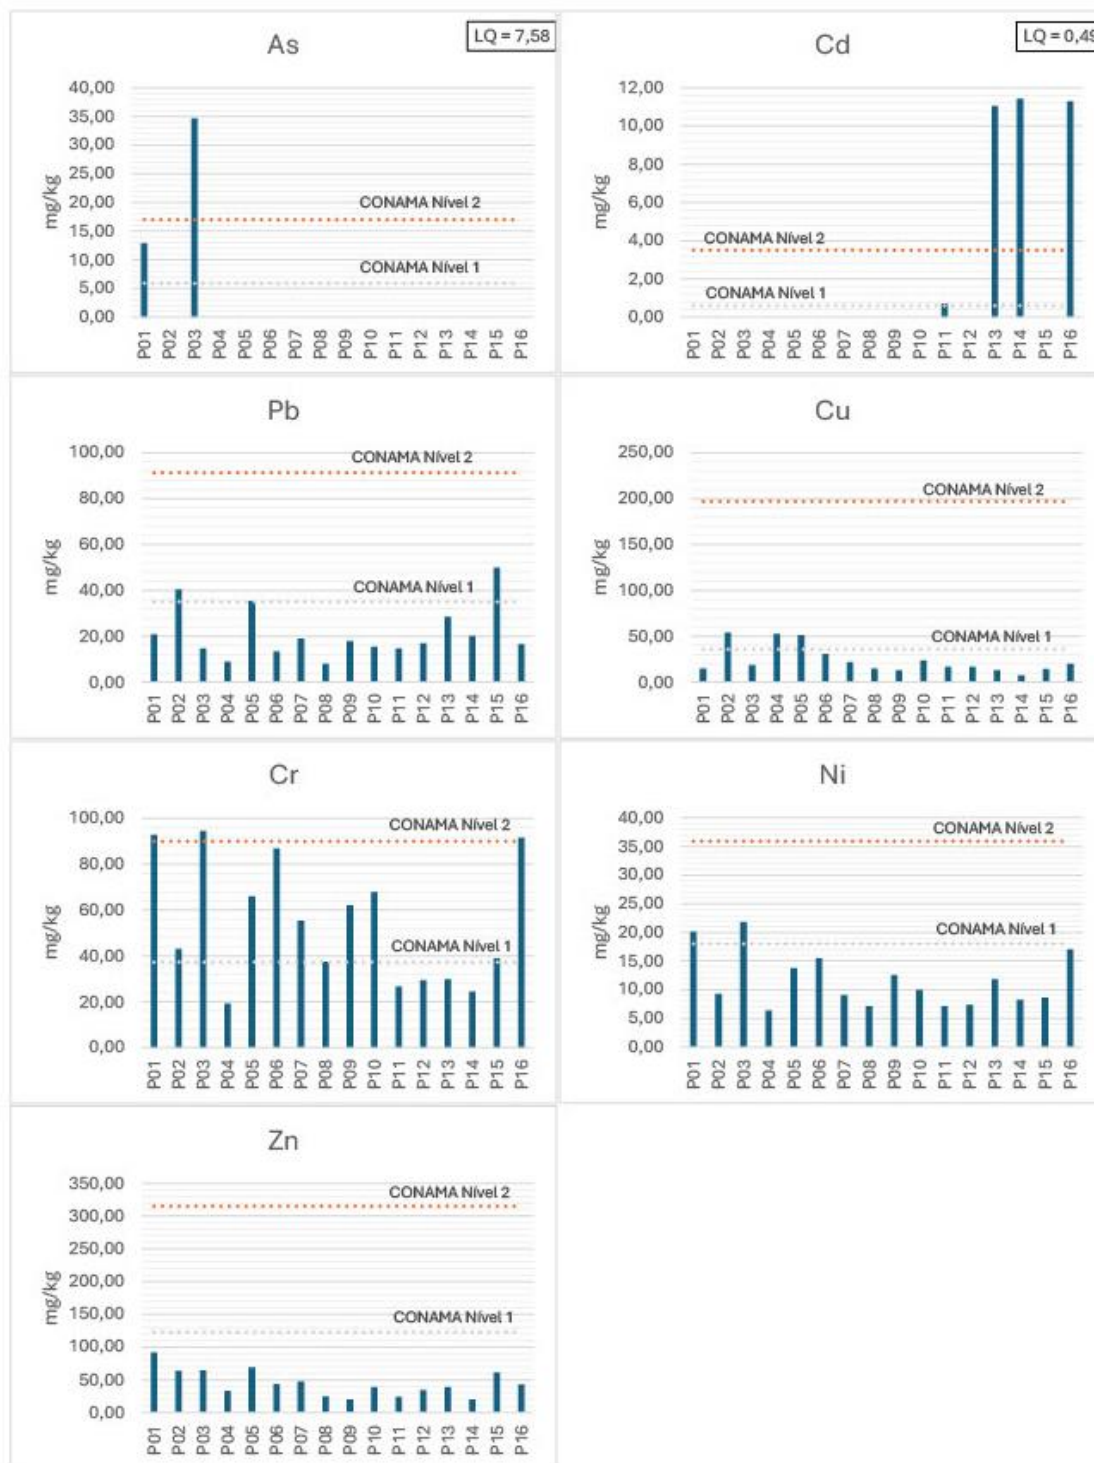 As
LQ = 7,58
40,00
35,00
30,00
25,00
20,00
15,00
10,00
5,00
0,00
mg/kg
CONAMA Nível 2
CONAMA Nível 1
P01 P02 P03 P04 P05 P06 P07 P08 P09 P10 P11 P12 P13 P14 P15 P16
Cd
LQ = 0,49
12,00
10,00
8,00
6,00
4,00
2,00
0,00
mg/kg
CONAMA Nível 2
CONAMA Nível 1
P01 P02 P03 P04 P05 P06 P07 P08 P09 P10 P11 P12 P13 P14 P15 P16
Pb
100,00
80,00
60,00
40,00
20,00
0,00
mg/kg
CONAMA Nível 2
CONAMA Nível 1
P01 P02 P03 P04 P05 P06 P07 P08 P09 P10 P11 P12 P13 P14 P15 P16
Cu
250,00
200,00
150,00
100,00
50,00
0,00
mg/kg
CONAMA Nível 2
CONAMA Nível 1
P01 P02 P03 P04 P05 P06 P07 P08 P09 P10 P11 P12 P13 P14 P15 P16
Cr
100,00
80,00
60,00
40,00
20,00
0,00
mg/kg
CONAMA Nível 2
CONAMA Nível 1
P01 P02 P03 P04 P05 P06 P07 P08 P09 P10 P11 P12 P13 P14 P15 P16
Ni
40,00
35,00
30,00
25,00
20,00
15,00
10,00
5,00
0,00
mg/kg
CONAMA Nível 2
CONAMA Nível 1
P01 P02 P03 P04 P05 P06 P07 P08 P09 P10 P11 P12 P13 P14 P15 P16
Zn
350,00
300,00
250,00
200,00
150,00
100,00
50,00
0,00
mg/kg
CONAMA Nível 2
CONAMA Nível 1
P01 P02 P03 P04 P05 P06 P07 P08 P09 P10 P11 P12 P13 P14 P15 P16